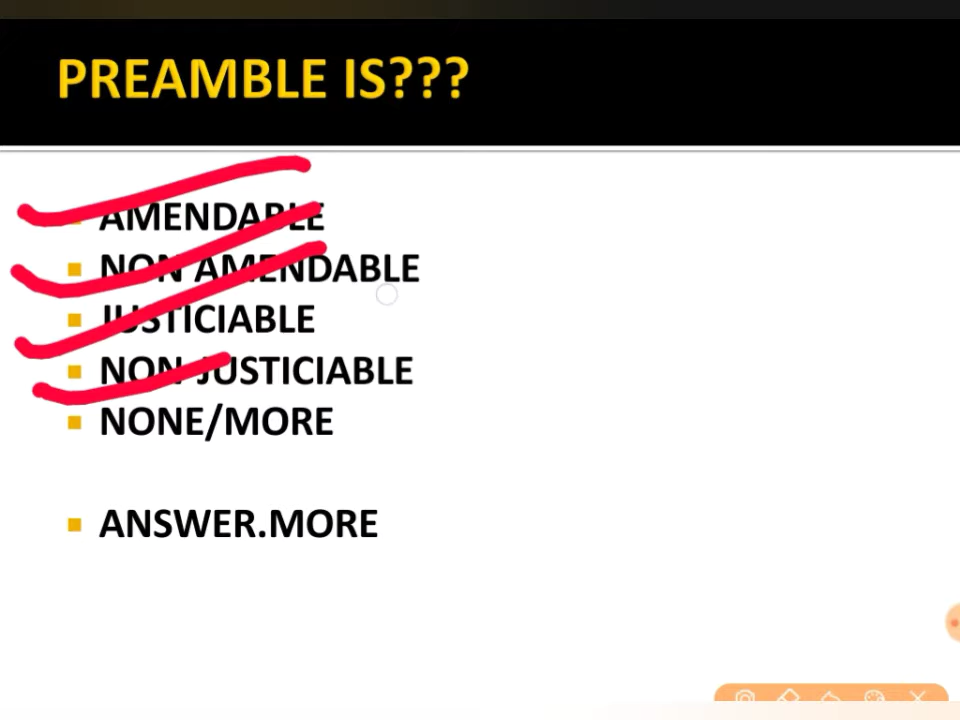 PREAMBLE IS???
AMENDABLE
NON AMENDABLE
JUSTICIABLE
NON-JUSTICIABLE
NONE/MORE
ANSWER.MORE